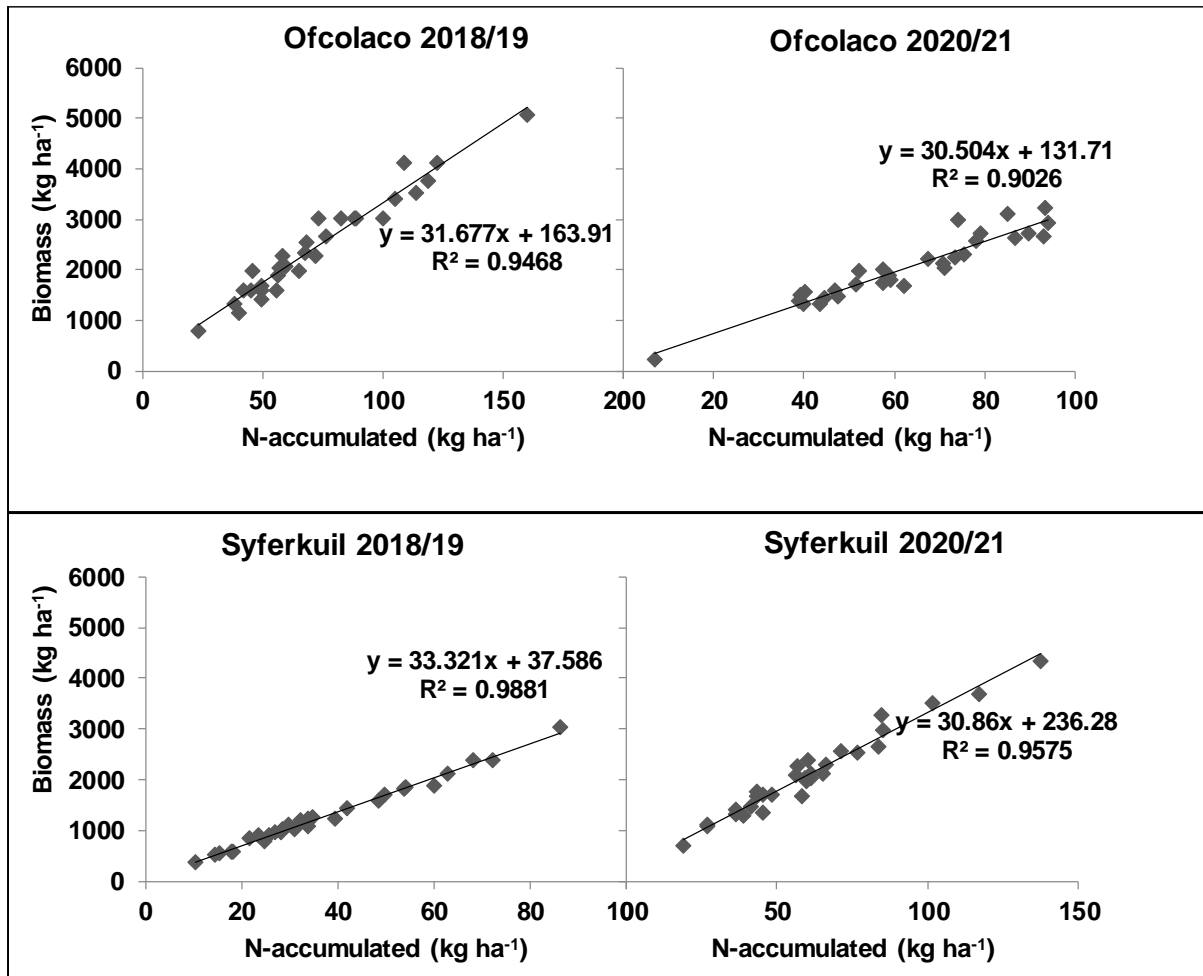 Ofcolaco 2018/19
Ofcolaco 2020/21
6000
5000
4000
3000
2000
1000
0
Biomass (kg ha-1)
y = 31.677x + 163.91
R² = 0.9468
y = 30.504x + 131.71
R² = 0.9026
0 50 100 150 200
0 20 40 60 80 100
N-accumulated (kg ha-1)
N-accumulated (kg ha-1)
Syferkuil 2018/19
Syferkuil 2020/21
6000
5000
4000
3000
2000
1000
0
Biomass (kg ha-1)
y = 33.321x + 37.586
R² = 0.9881
y = 30.86x + 236.28
R² = 0.9575
0 20 40 60 80 100
0 50 100 150
N-accumulated (kg ha-1)
N-accumulated (kg ha-1)